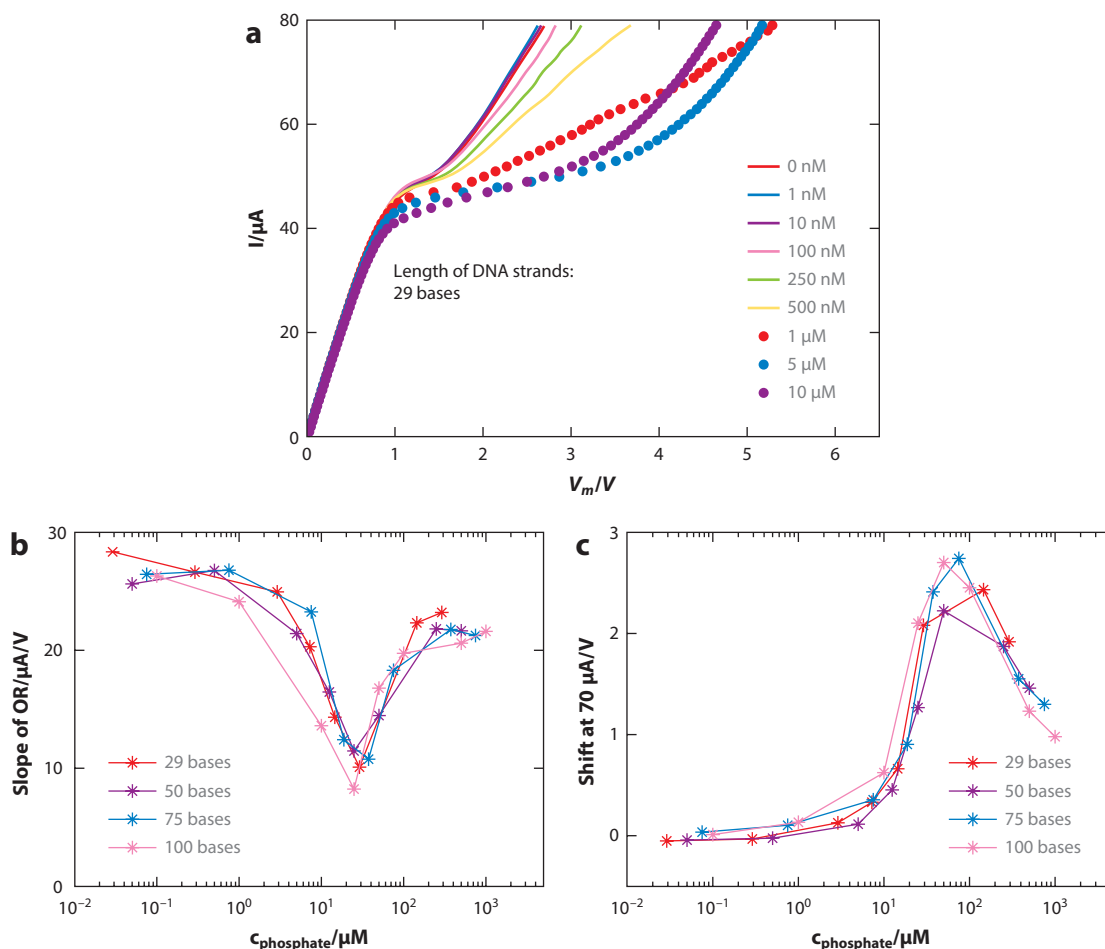 a
80
60
40
20
0
I/μA
0 1 2 3 4 5 6
V_m/V
Length of DNA strands:
29 bases
0 nM
1 nM
10 nM
100 nM
250 nM
500 nM
1 μM
5 μM
10 μM
b
30
20
10
0
Slope of OR/μA/V
29 bases
50 bases
75 bases
100 bases
10⁻² 10⁻¹ 10⁰ 10¹ 10² 10³
c_phosphate/μM
c
3
2
1
0
Shift at 70 μA/V
29 bases
50 bases
75 bases
100 bases
10⁻² 10⁻¹ 10⁰ 10¹ 10² 10³
c_phosphate/μM